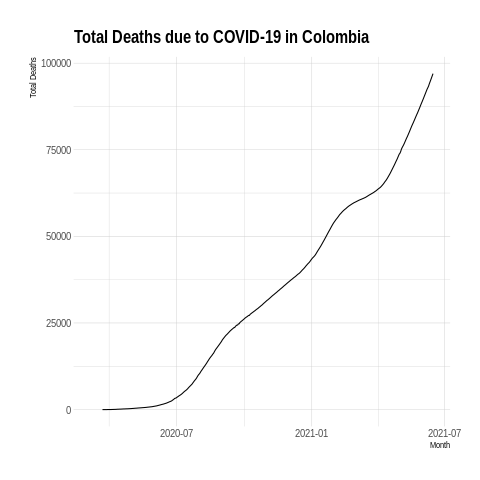 Total Deaths due to COVID-19 in Colombia
Total Deaths
100000
75000
50000
25000
0
2020-07
2021-01
2021-07
Month